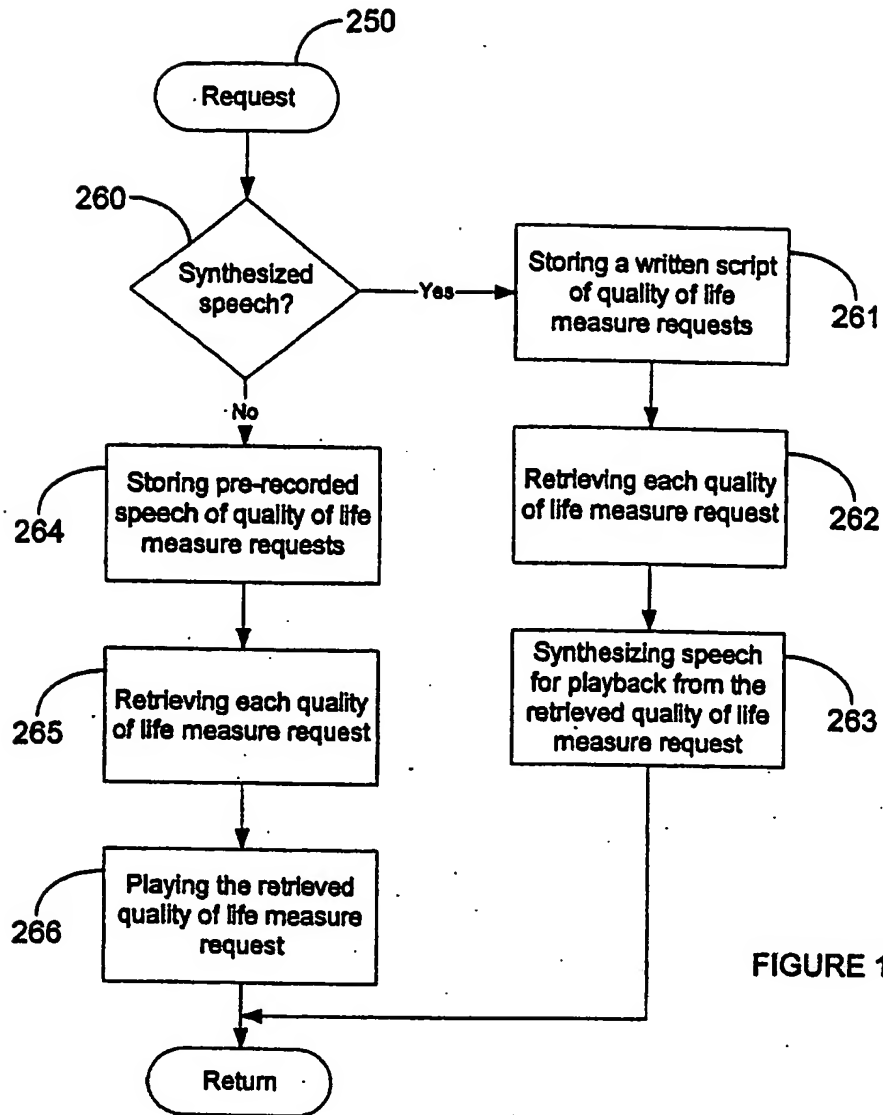 250
Request
260
Synthesized
speech?
Yes
Storing a written script
of quality of life
measure requests
261
No
Storing pre-recorded
speech of quality of life
measure requests
264
Retrieving each quality
of life measure request
262
Retrieving each quality
of life measure request
265
Synthesizing speech
for playback from the
retrieved quality of life
measure request
263
Playing the retrieved
quality of life measure
request
266
FIGURE 1
Return